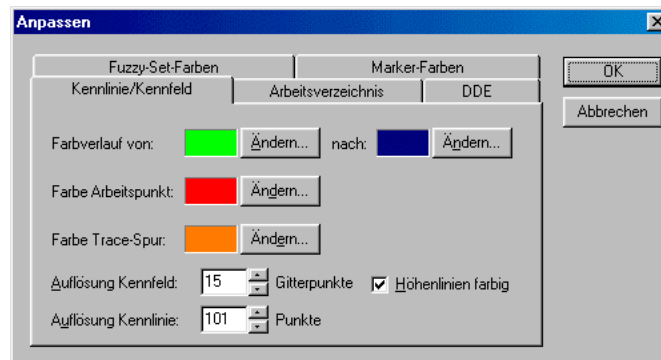 Anpassen
Fuzzy-Set-Farben Marker-Farben
Kennlinie/Kennfeld Arbeitsverzeichnis DDE
OK
Abbrechen
Farbverlauf von: Ändern... nach: Ändern...
Farbe Arbeitspunkt: Ändern...
Farbe Trace-Spur: Ändern...
Auflösung Kennfeld: 15 Gitterpunkte Höhenlinien farbig
Auflösung Kennlinie: 101 Punkte